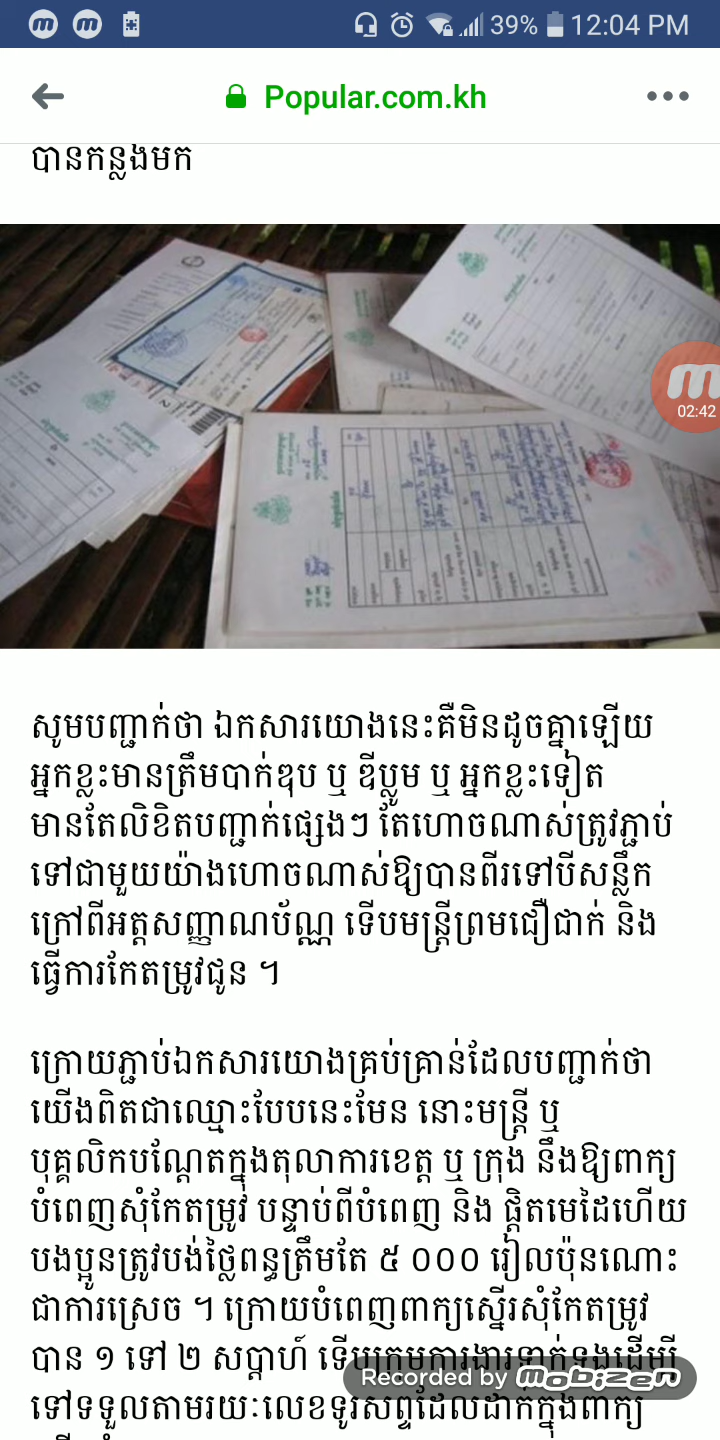 39% 12:04 PM
Popular.com.kh
បានកន្លងមក
02:42
សូមបញ្ជាក់ថា ឯកសារយោងនេះគឺមិនដូចគ្នាឡើយ
អ្នកខ្លះមានត្រឹមបាក់ឌុប ឬ ឌីប្លូម ឬ អ្នកខ្លះទៀត
មានតែលិខិតបញ្ជាក់ផ្សេងៗ តែហោចណាស់ត្រូវភ្ជាប់
ទៅជាមួយយ៉ាងហោចណាស់ឱ្យបានពីរទៅបីសន្លឹក
ក្រៅពីអត្តសញ្ញាណប័ណ្ណ ទើបមន្ត្រីព្រមជឿជាក់ និង
ធ្វើការកែតម្រូវជូន ។
ក្រោយភ្ជាប់ឯកសារយោងគ្រប់គ្រាន់ដែលបញ្ជាក់ថា
យើងពិតជាឈ្មោះបែបនេះមែន នោះមន្ត្រី ឬ
បុគ្គលិកបណ្ដែតក្នុងតុលាការខេត្ត ឬ ក្រុង នឹងឱ្យពាក្យ
បំពេញសុំកែតម្រូវ បន្ទាប់ពីបំពេញ និង ផ្ដិតមេដៃហើយ
បងប្អូនត្រូវបង់ថ្លៃពន្ធត្រឹមតែ ៥ ០០០ រៀលប៉ុនណោះ
ជាការស្រេច ។ ក្រោយបំពេញពាក្យស្នើរសុំកែតម្រូវ
បាន ១ ទៅ ២ សប្ដាហ៍ ទើបក្រុមការងារទាក់ទងដើម្បី
Recorded by mobizen
ទៅទទួលតាមរយៈលេខទូរសព្ទដែលដាក់ក្នុងពាក្យ